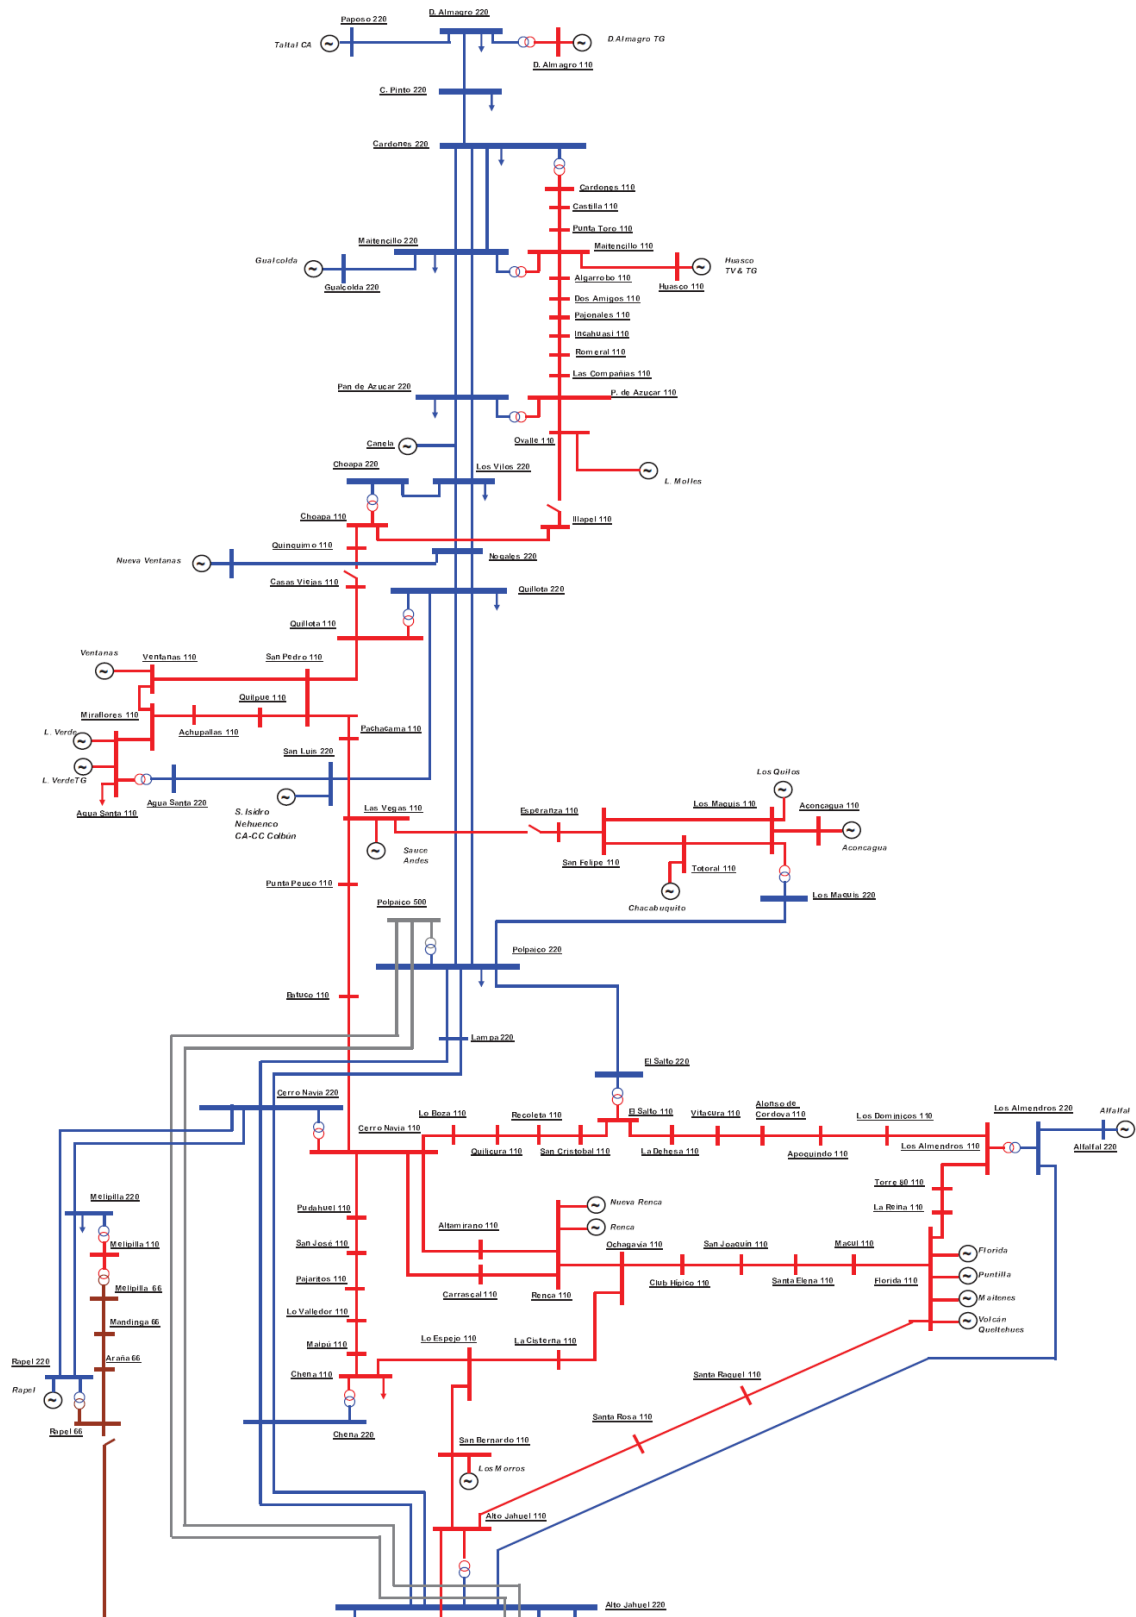 D. Almagro 220
Paposo 220
Taltal CA
D.Almagro TG
D. Almagro 110
C. Pinto 220
Cardones 220
Cardones 110
Castilla 110
Punta Toro 110
Maitencillo 220
Maitencillo 110
Gualcolda
Huasco
TV & TG
Gualcolda 220
Algarrobo 110
Huasco 110
Dos Amigos 110
Pajonales 110
Incahuasi 110
Romeral 110
Las Compañias 110
Pan de Azucar 220
P. de Azucar 110
Canela
Ovalle 110
Choapa 220
Los Vilos 220
L. Molles
Choapa 110
Illapel 110
Quinquimo 110
Nueva Ventanas
Nogales 220
Casas Viejas 110
Quillota 220
Quillota 110
Ventanas
Ventanas 110
San Pedro 110
Quilpue 110
Miraflores 110
Achupallas 110
Pachacama 110
L. Verde
San Luis 220
L. VerdeTG
Los Quilos
Agua Santa 220
Agua Santa 110
S. Isidro
Nehuenco
CA-CC Colbún
Las Vegas 110
Esperanza 110
Los Maquis 110
Aconcagua 110
Sauce
Andes
San Felipe 110
Totoral 110
Aconcagua
Punta Peuco 110
Chacabuquito
Los Maquis 220
Polpaico 500
Polpaico 220
Batuco 110
Lampa 220
El Salto 220
Cerro Navia 220
Cerro Navia 110
Lo Boza 110
Recoleta 110
El Salto 110
Vitacura 110
Alonso de
Cordova 110
Los Dominicos 110
Los Almendros 220
Alfalfal
Quilicura 110
San Cristobal 110
La Dehesa 110
Apoquindo 110
Los Almendros 110
Alfalfal 220
Torre 80 110
Melipilla 220
La Reina 110
Pudahuel 110
Altamirano 110
Nueva Renca
Renca
Melipilla 110
San José 110
Ochagavia 110
San Joaquin 110
Macul 110
Florida
Melipilla 66
Pajaritos 110
Carrascal 110
Renca 110
Club Hipico 110
Santa Elena 110
Florida 110
Puntilla
Maitenes
Mandinga 66
Lo Valledor 110
Volcán
Queltehues
Araña 66
Maipú 110
Lo Espejo 110
La Cisterna 110
Rapel 220
Rapel
Chena 110
Santa Raquel 110
Rapel 66
Chena 220
Santa Rosa 110
San Bernardo 110
Los Morros
Alto Jahuel 110
Alto Jahuel 220